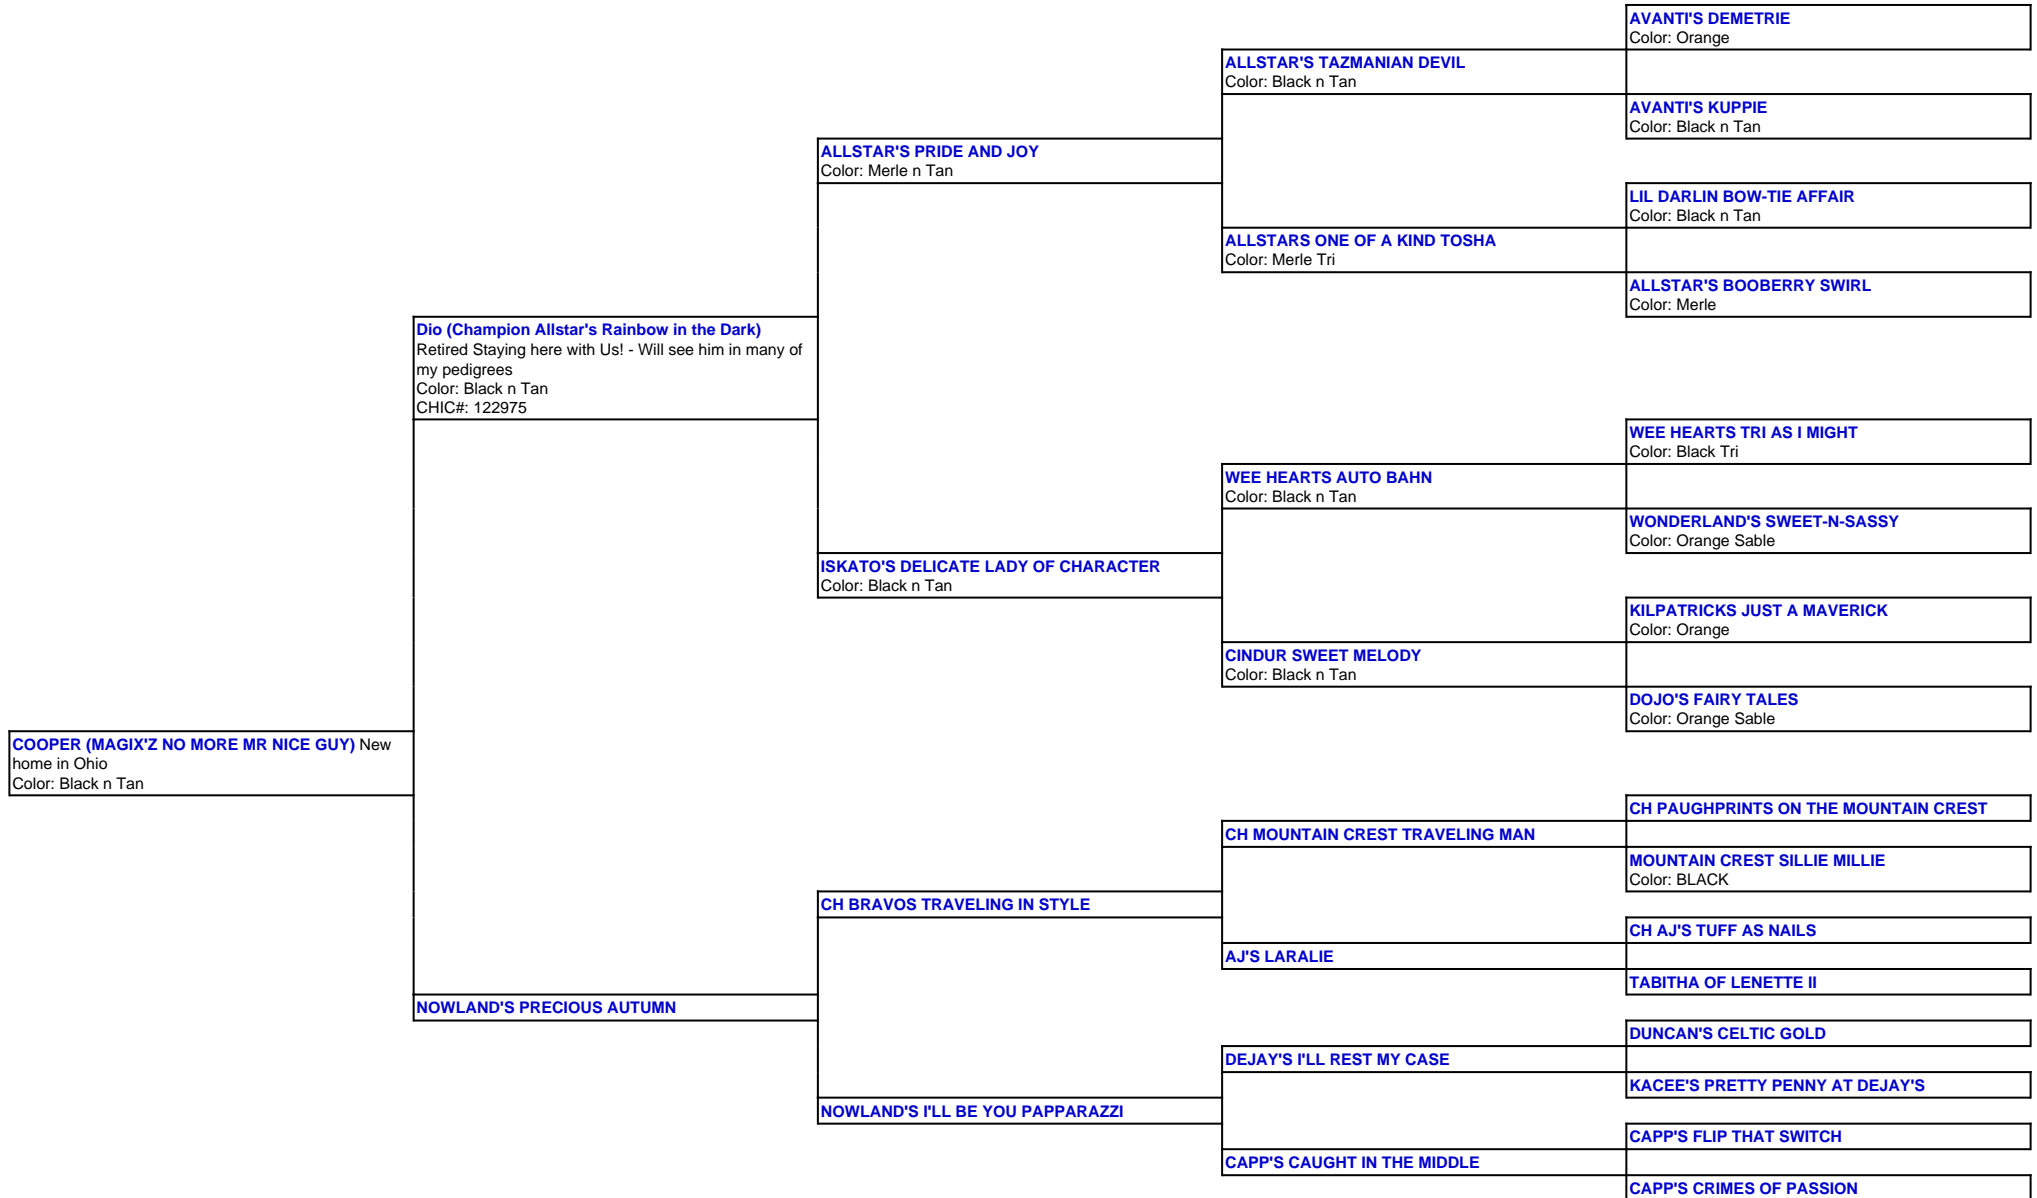 AVANTI'S DEMETRIE
Color: Orange
ALLSTAR'S TAZMANIAN DEVIL
Color: Black n Tan
AVANTI'S KUPPIE
Color: Black n Tan
ALLSTAR'S PRIDE AND JOY
Color: Merle n Tan
LIL DARLIN BOW-TIE AFFAIR
Color: Black n Tan
ALLSTARS ONE OF A KIND TOSHA
Color: Merle Tri
ALLSTAR'S BOOBERRY SWIRL
Color: Merle
Dio (Champion Allstar's Rainbow in the Dark)
Retired Staying here with Us! - Will see him in many of
my pedigrees
Color: Black n Tan
CHIC#: 122975
WEE HEARTS TRI AS I MIGHT
Color: Black Tri
WEE HEARTS AUTO BAHN
Color: Black n Tan
WONDERLAND'S SWEET-N-SASSY
Color: Orange Sable
ISKATO'S DELICATE LADY OF CHARACTER
Color: Black n Tan
KILPATRICKS JUST A MAVERICK
Color: Orange
CINDUR SWEET MELODY
Color: Black n Tan
DOJO'S FAIRY TALES
Color: Orange Sable
COOPER (MAGIX'Z NO MORE MR NICE GUY) New
home in Ohio
Color: Black n Tan
CH PAUGHPRINTS ON THE MOUNTAIN CREST
CH MOUNTAIN CREST TRAVELING MAN
MOUNTAIN CREST SILLIE MILLIE
Color: BLACK
CH BRAVOS TRAVELING IN STYLE
CH AJ'S TUFF AS NAILS
AJ'S LARALIE
TABITHA OF LENETTE II
NOWLAND'S PRECIOUS AUTUMN
DUNCAN'S CELTIC GOLD
DEJAY'S I'LL REST MY CASE
KACEE'S PRETTY PENNY AT DEJAY'S
NOWLAND'S I'LL BE YOU PAPPARAZZI
CAPP'S FLIP THAT SWITCH
CAPP'S CAUGHT IN THE MIDDLE
CAPP'S CRIMES OF PASSION